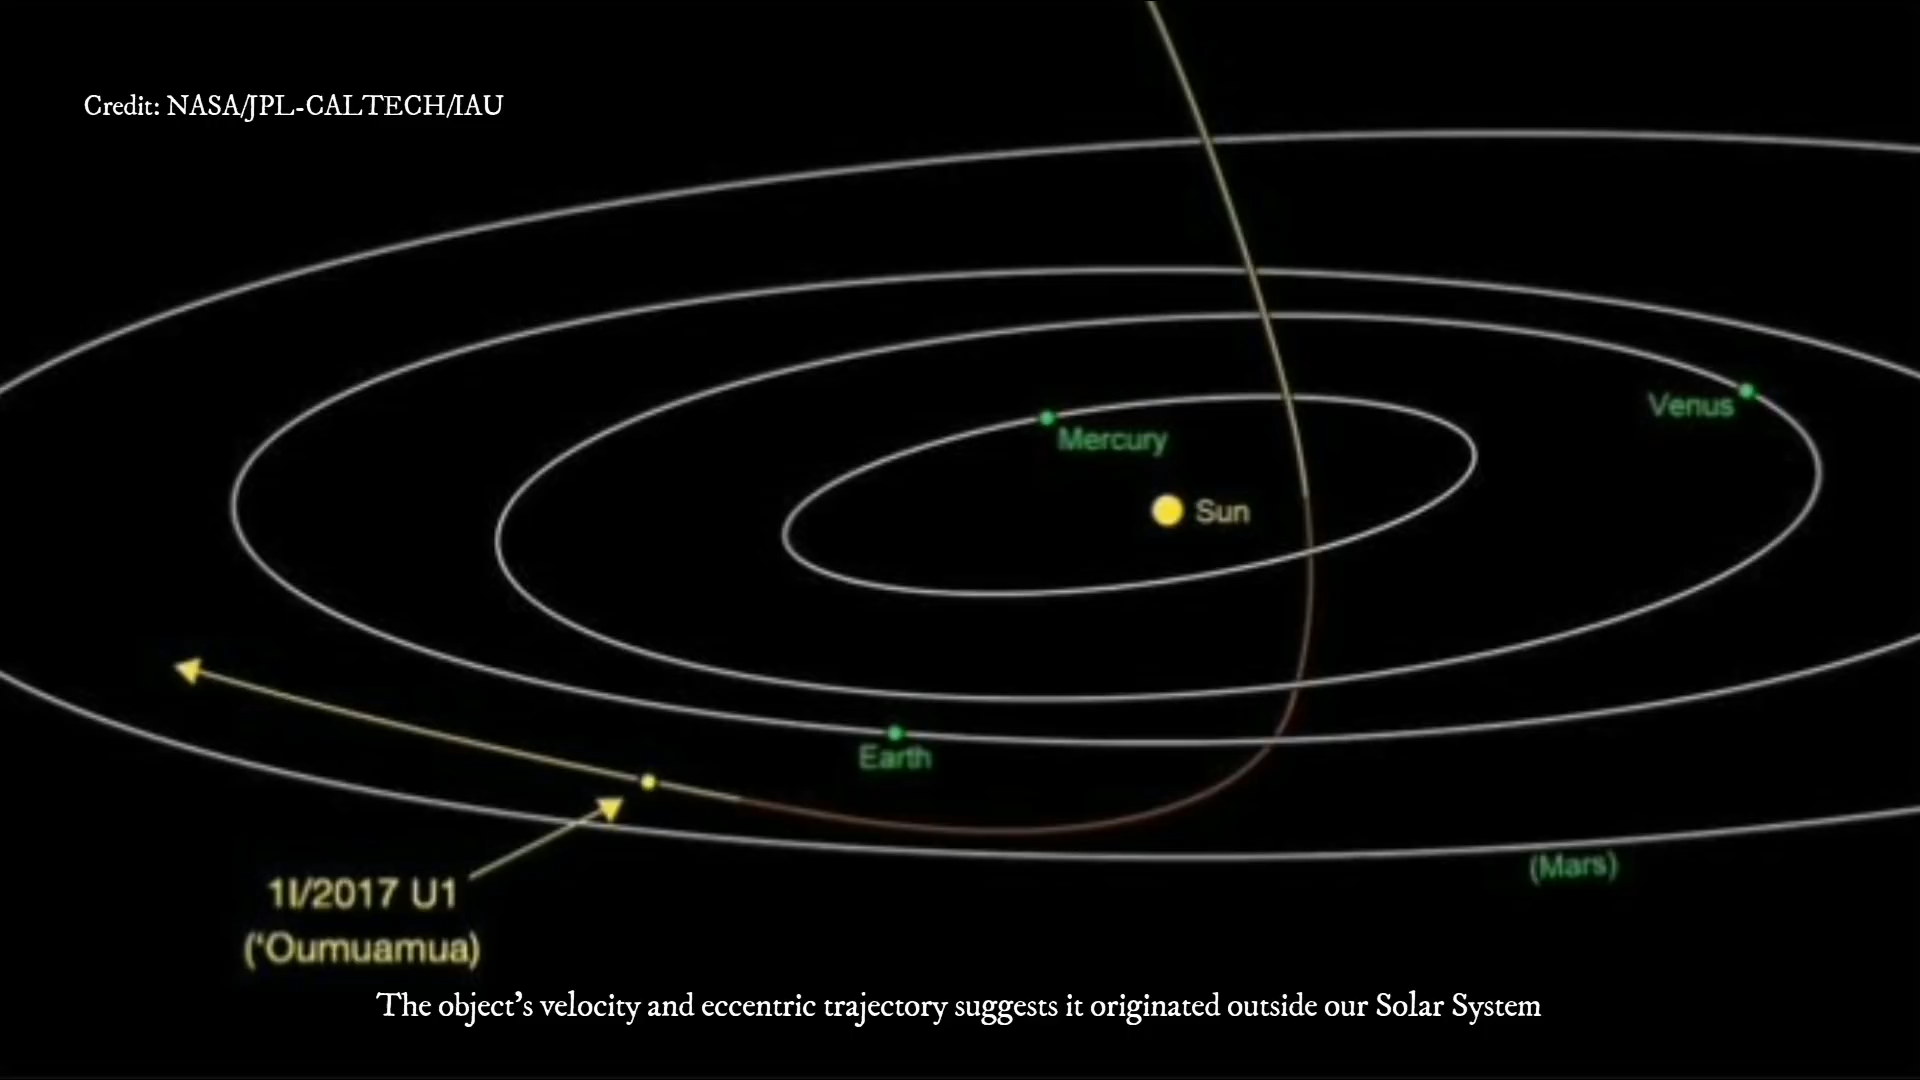 Credit: NASA/JPL-CALTECH/IAU
Venus
Mercury
Sun
Earth
(Mars)
1I/2017 U1
(‘Oumuamua)
The object’s velocity and eccentric trajectory suggests it originated outside our Solar System